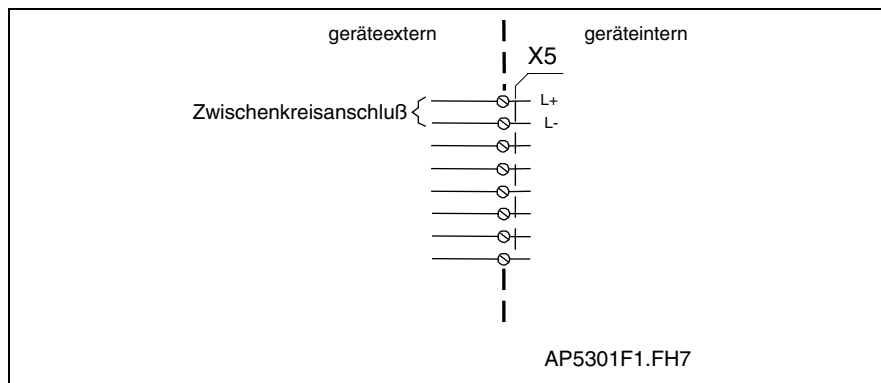 geräteextern geräteintern
X5
L+
Zwischenkreisanschluß
L-
AP5301F1.FH7